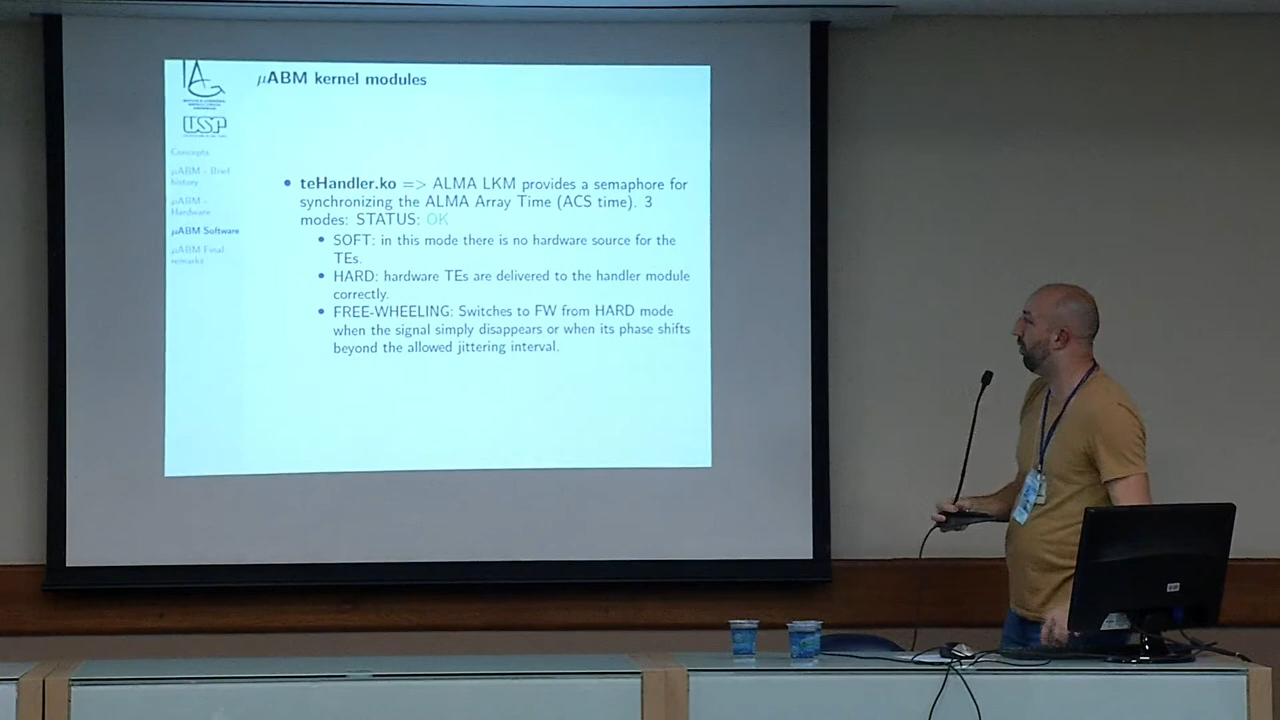 IAG
USP
Concepts
μABM - Brief
history
μABM -
Hardware
μABM Software
μABM Final
remarks
μABM kernel modules
teHandler.ko => ALMA LKM provides a semaphore for
synchronizing the ALMA Array Time (ACS time). 3
modes: STATUS: OK
SOFT: in this mode there is no hardware source for the
TEs.
HARD: hardware TEs are delivered to the handler module
correctly.
FREE-WHEELING: Switches to FW from HARD mode
when the signal simply disappears or when its phase shifts
beyond the allowed jittering interval.